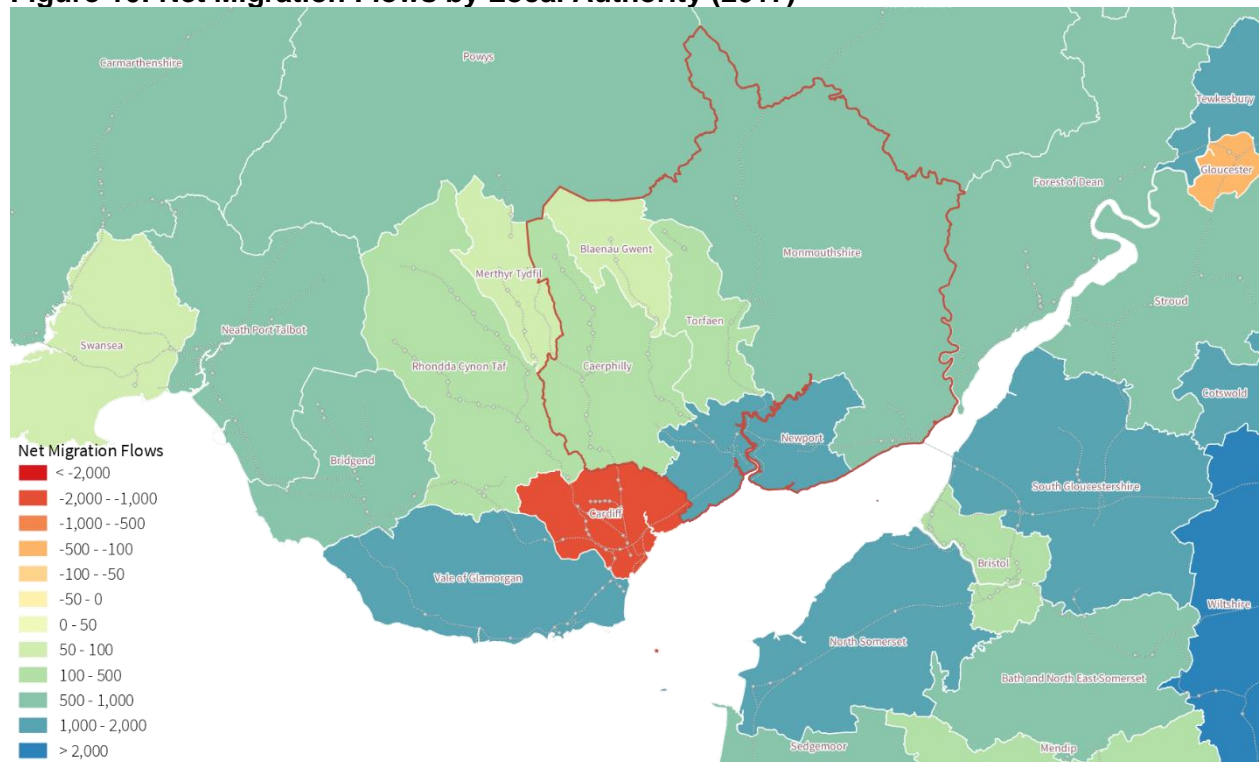 Figure 10: Net Migration Flows by Local Authority (2017)
Carmarthenshire
Powys
Tewkesbury
Gloucester
Forest of Dean
Blaenau Gwent
Monmouthshire
Merthyr Tydfil
Stroud
Torfaen
Neath Port Talbot
Swansea
Rhondda Cynon Taf
Caerphilly
Cotswold
Newport
Bridgend
South Gloucestershire
Cardiff
Bristol
Vale of Glamorgan
Wiltshire
North Somerset
Bath and North East Somerset
Sedgemoor
Mendip
Net Migration Flows
< -2,000
-2,000 - -1,000
-1,000 - -500
-500 - -100
-100 - -50
-50 - 0
0 - 50
50 - 100
100 - 500
500 - 1,000
1,000 - 2,000
> 2,000